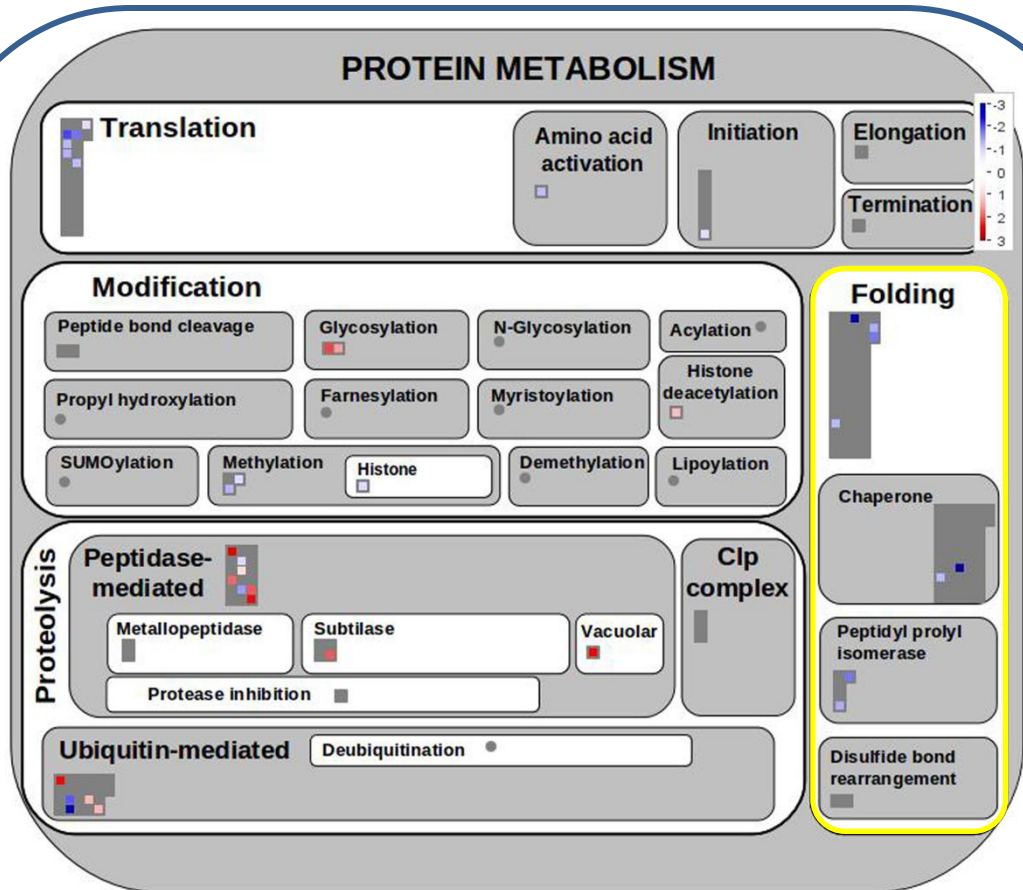 PROTEIN METABOLISM
Translation
Amino acid
activation
Initiation
Elongation
Termination
-3
-2
-1
0
1
2
3
Modification
Peptide bond cleavage
Glycosylation
N-Glycosylation
Acylation
Propyl hydroxylation
Farnesylation
Myristoylation
Histone
deacetylation
SUMOylation
Methylation
Histone
Demethylation
Lipoylation
Folding
Chaperone
Peptidyl prolyl
isomerase
Disulfide bond
rearrangement
Proteolysis
Peptidase-
mediated
Metallopeptidase
Subtilase
Vacuolar
Protease inhibition
Clp
complex
Ubiquitin-mediated
Deubiquitination